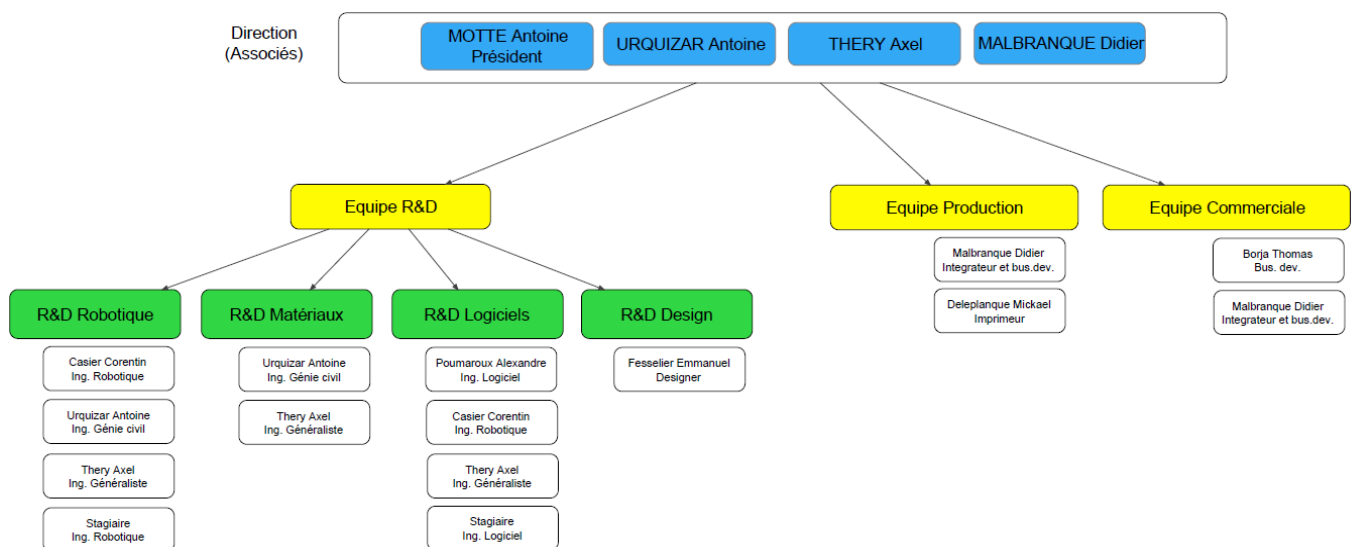 Direction
(Associés)
MOTTE Antoine
Président
URQUIZAR Antoine
THERY Axel
MALBRANQUE Didier
Equipe R&D
Equipe Production
Equipe Commerciale
Malbranque Didier
Integrateur et bus.dev.
Deleplanque Mickael
Imprimeur
Borja Thomas
Bus. dev.
Malbranque Didier
Integrateur et bus.dev.
R&D Robotique
R&D Matériaux
R&D Logiciels
R&D Design
Casier Corentin
Ing. Robotique
Urquizar Antoine
Ing. Génie civil
Thery Axel
Ing. Généraliste
Stagiaire
Ing. Robotique
Urquizar Antoine
Ing. Génie civil
Thery Axel
Ing. Généraliste
Poumaroux Alexandre
Ing. Logiciel
Casier Corentin
Ing. Robotique
Thery Axel
Ing. Généraliste
Stagiaire
Ing. Logiciel
Fesselier Emmanuel
Designer